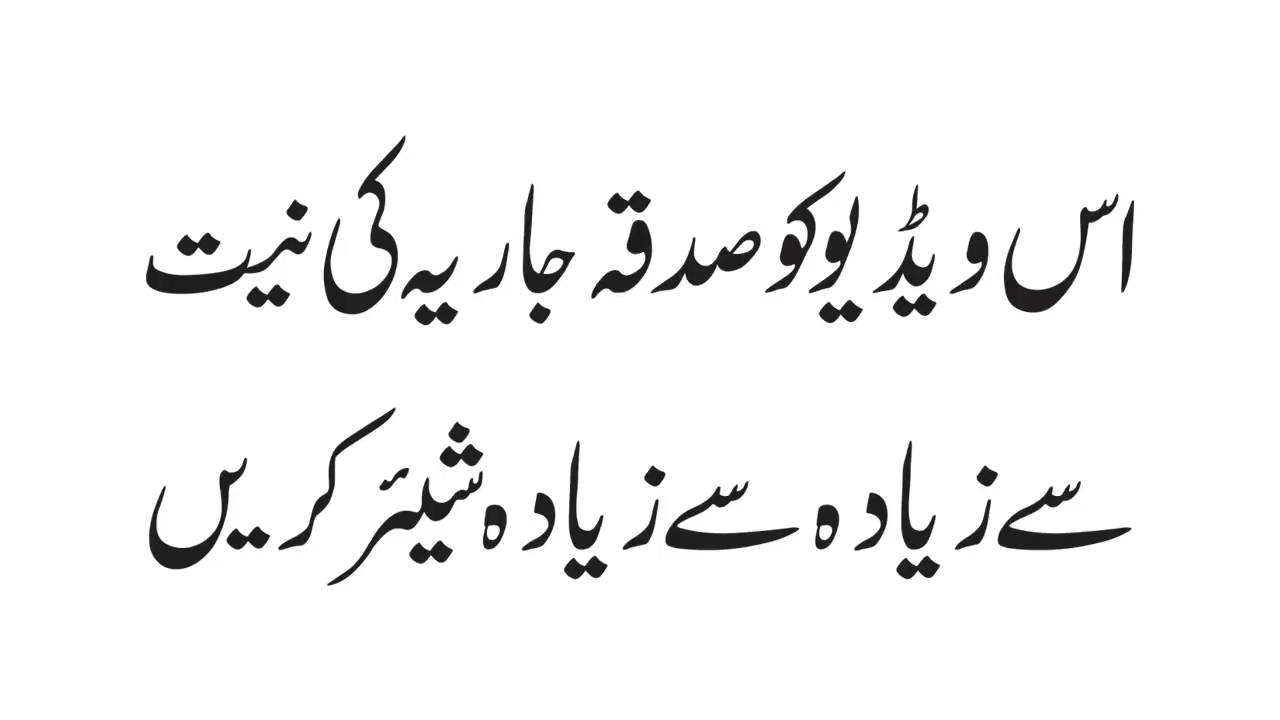 اس ویڈیو کو صدقہ جاریہ کی نیت
سے زیادہ سے زیادہ شیئر کریں